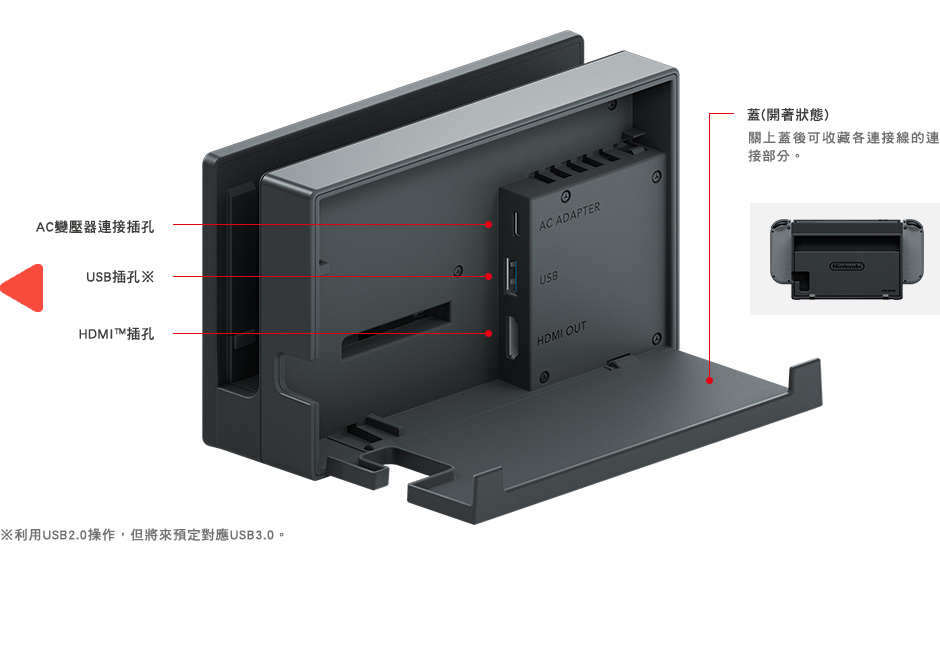 蓋(開著狀態)
關上蓋後可收藏各連接線的連
接部分。
AC變壓器連接插孔
AC ADAPTER
USB插孔※
USB
HDMI™插孔
HDMI OUT
Nintendo
HDMI
※利用USB2.0操作，但將來預定對應USB3.0。